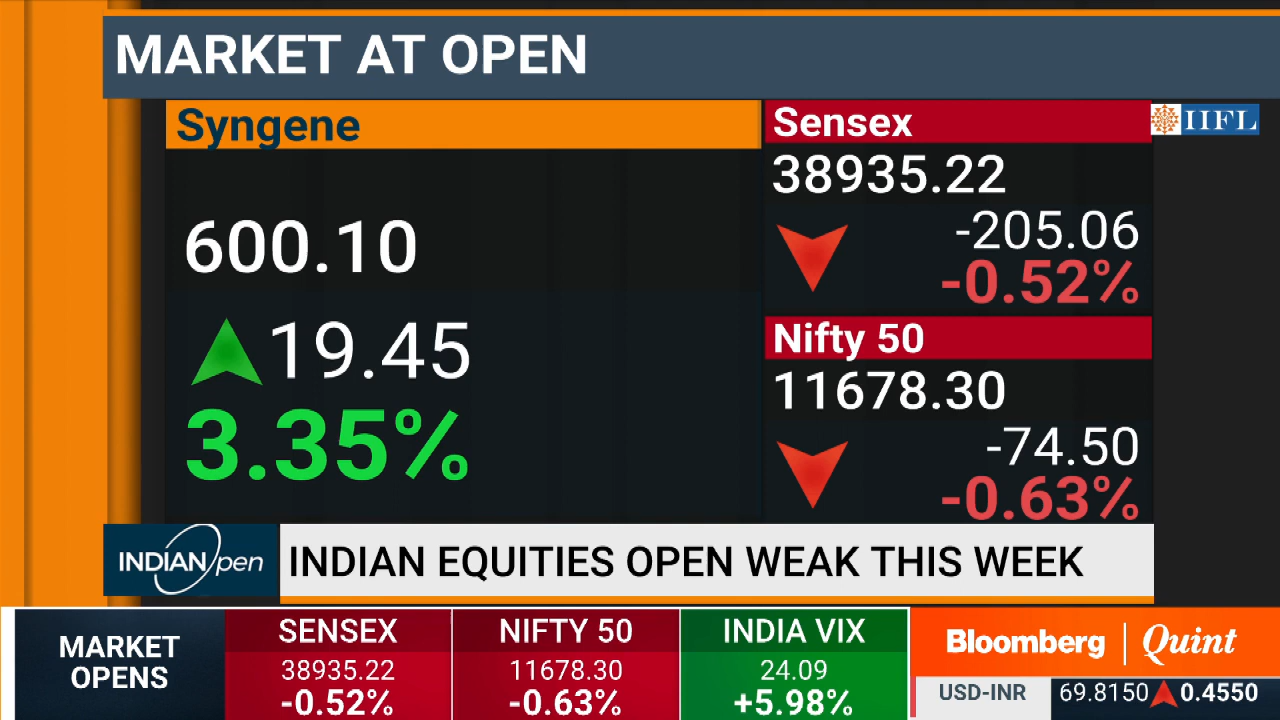 MARKET AT OPEN
Syngene
600.10
19.45
3.35%
Sensex
38935.22
-205.06
-0.52%
Nifty 50
11678.30
-74.50
-0.63%
IIFL
INDIAN Open
INDIAN EQUITIES OPEN WEAK THIS WEEK
MARKET
OPENS
SENSEX
38935.22
-0.52%
NIFTY 50
11678.30
-0.63%
INDIA VIX
24.09
+5.98%
Bloomberg | Quint
USD-INR 69.8150 0.4550